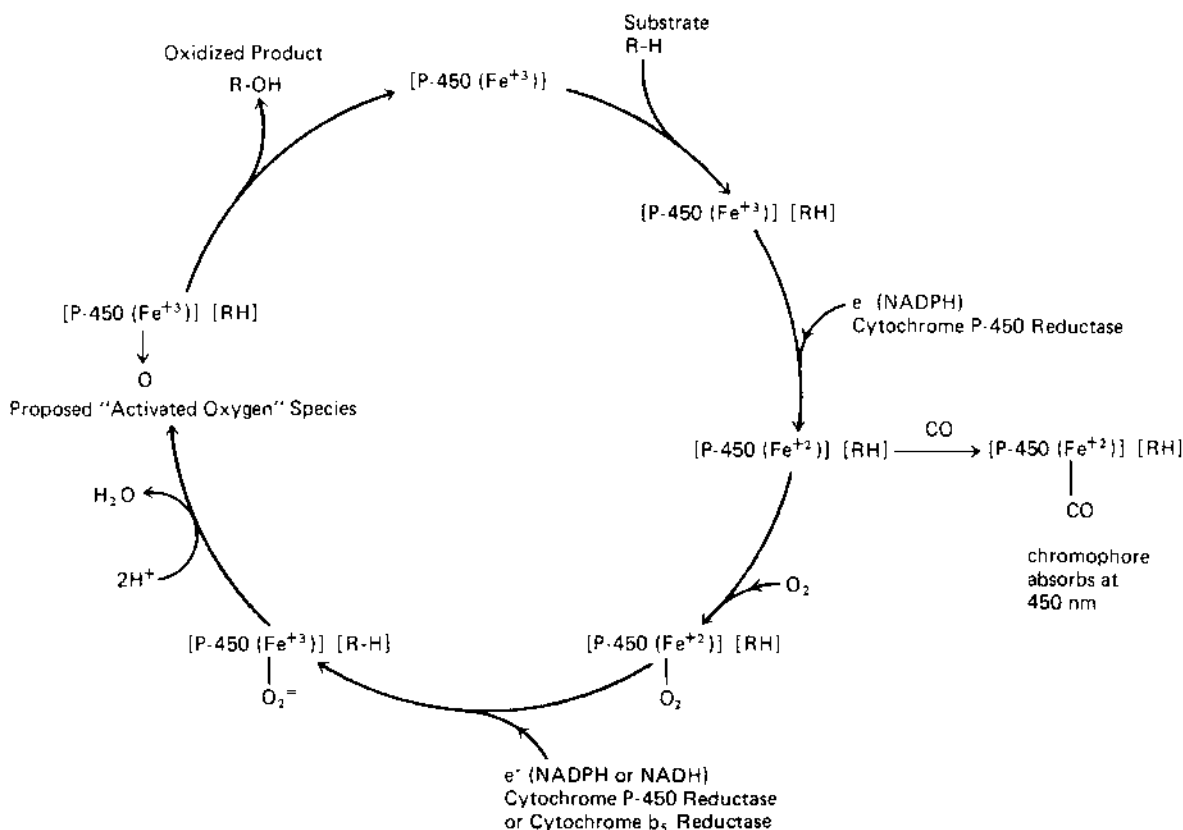 Substrate
R-H
Oxidized Product
R-OH
[P-450 (Fe⁺³)}
[P-450 (Fe⁺³)] [RH]
e (NADPH)
Cytochrome P-450 Reductase
[P-450 (Fe⁺²)] [RH]
CO
[P-450 (Fe⁺²)] [RH]
CO
chromophore
absorbs at
450 nm
O₂
[P-450 (Fe⁺²)] [RH]
O₂
e⁻ (NADPH or NADH)
Cytochrome P-450 Reductase
or Cytochrome b₅ Reductase
[P-450 (Fe⁺³)] [R-H}
O₂⁼
2H⁺
H₂O
[P-450 (Fe⁺³)] [RH]
O
Proposed "Activated Oxygen" Species